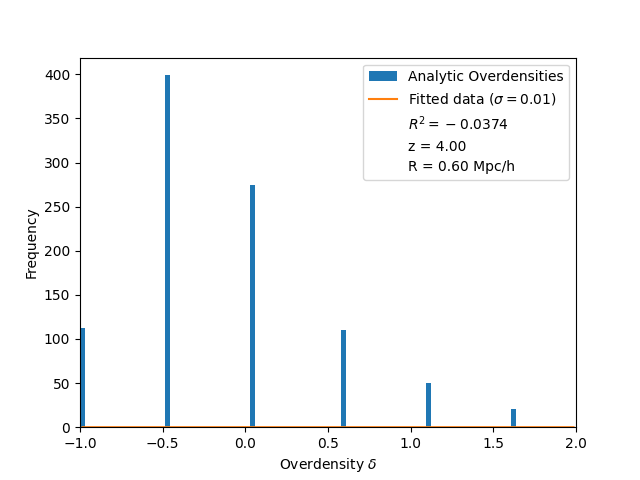 Analytic Overdensities
Fitted data (σ = 0.01)
R² = −0.0374
z = 4.00
R = 0.60 Mpc/h
400
350
300
250
200
150
100
50
0
Frequency
−1.0 −0.5 0.0 0.5 1.0 1.5 2.0
Overdensity δ